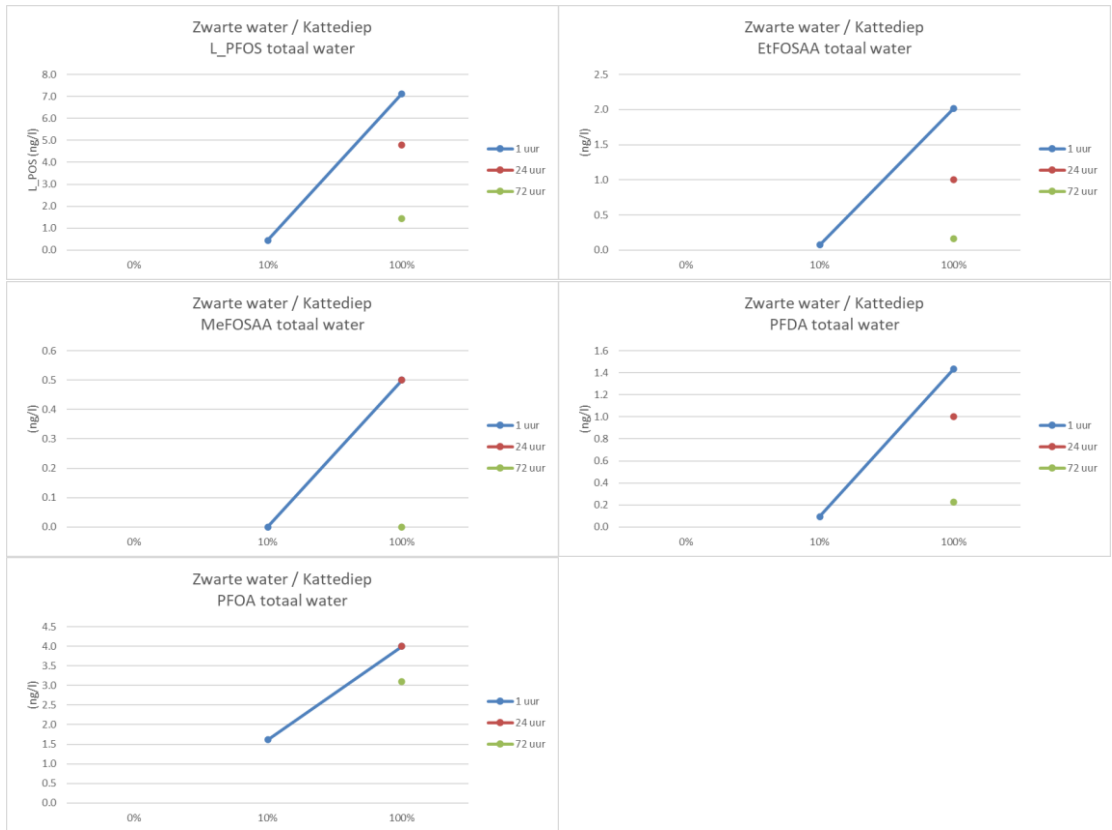 Zwarte water / Kattediep
L_PFOS totaal water
8.0
7.0
6.0
5.0
4.0
3.0
2.0
1.0
0.0
L_POS (ng/l)
0% 10% 100%
1 uur
24 uur
72 uur
Zwarte water / Kattediep
EtFOSAA totaal water
2.5
2.0
1.5
1.0
0.5
0.0
(ng/l)
0% 10% 100%
1 uur
24 uur
72 uur
Zwarte water / Kattediep
MeFOSAA totaal water
0.6
0.5
0.4
0.3
0.2
0.1
0.0
(ng/l)
0% 10% 100%
1 uur
24 uur
72 uur
Zwarte water / Kattediep
PFDA totaal water
1.6
1.4
1.2
1.0
0.8
0.6
0.4
0.2
0.0
(ng/l)
0% 10% 100%
1 uur
24 uur
72 uur
Zwarte water / Kattediep
PFOA totaal water
4.5
4.0
3.5
3.0
2.5
2.0
1.5
1.0
0.5
0.0
(ng/l)
0% 10% 100%
1 uur
24 uur
72 uur